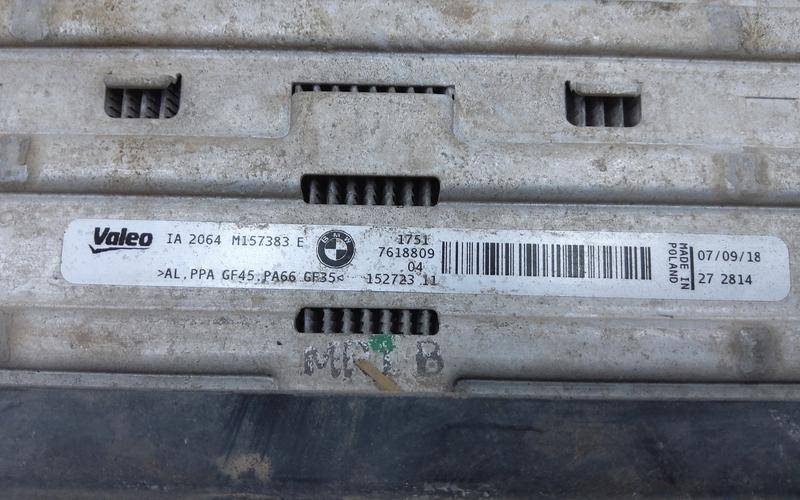 Valeo IA 2064 M157383 E
>AL.PPA GF45.PA66 GF35<
BMW
1751
7618809
04
152723 11
MADE IN
POLAND
07/09/18
27 2814